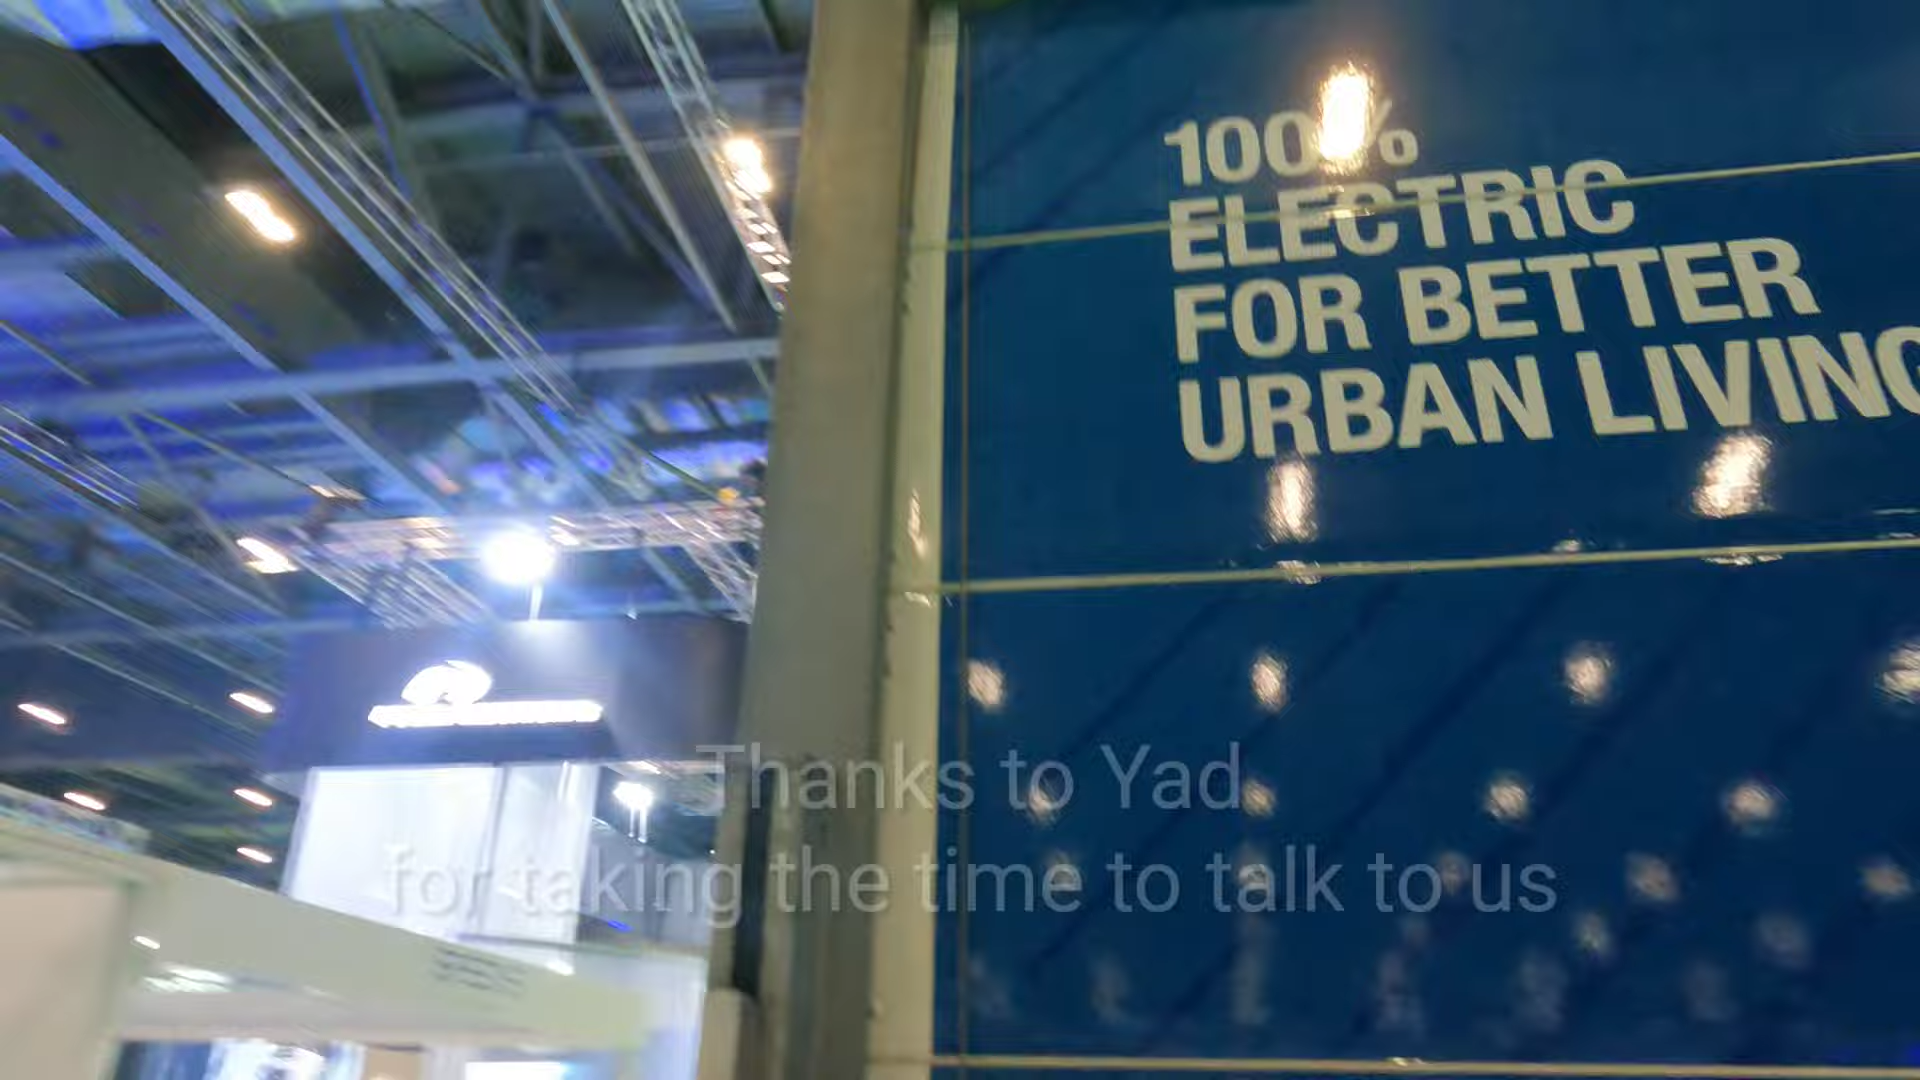 100%
ELECTRIC
FOR BETTER
URBAN LIVING
Thanks to Yad
for taking the time to talk to us